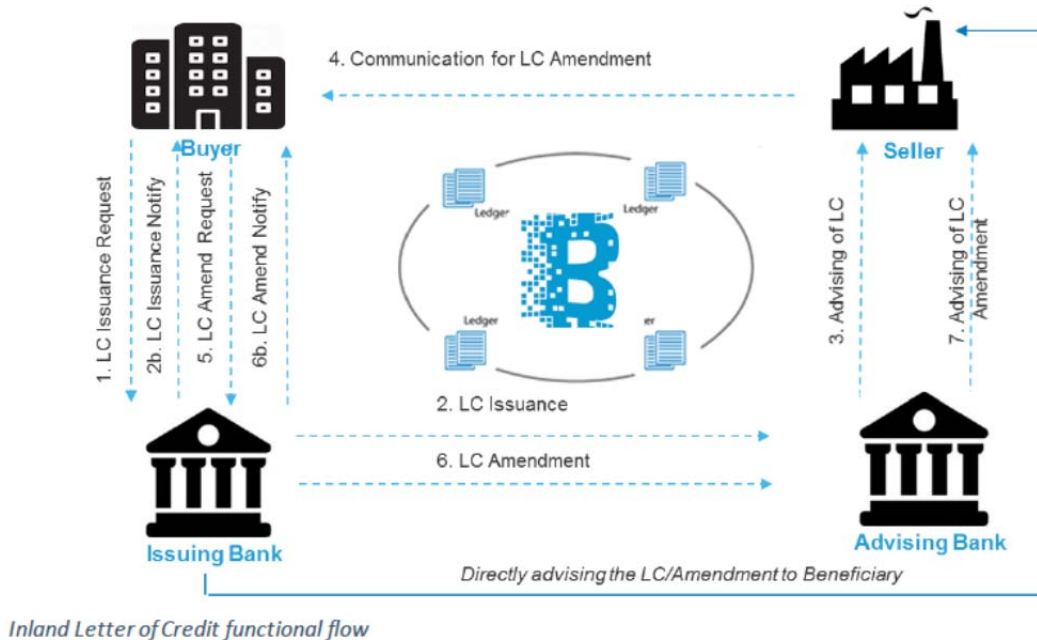 4. Communication for LC Amendment
Buyer
Seller
1. LC Issuance Request
2b. LC Issuance Notify
5. LC Amend Request
6b. LC Amend Notify
Ledger
Ledger
Ledger
er
3. Advising of LC
7. Advising of LC
Amendment
2. LC Issuance
6. LC Amendment
Issuing Bank
Advising Bank
Directly advising the LC/Amendment to Beneficiary
Inland Letter of Credit functional flow